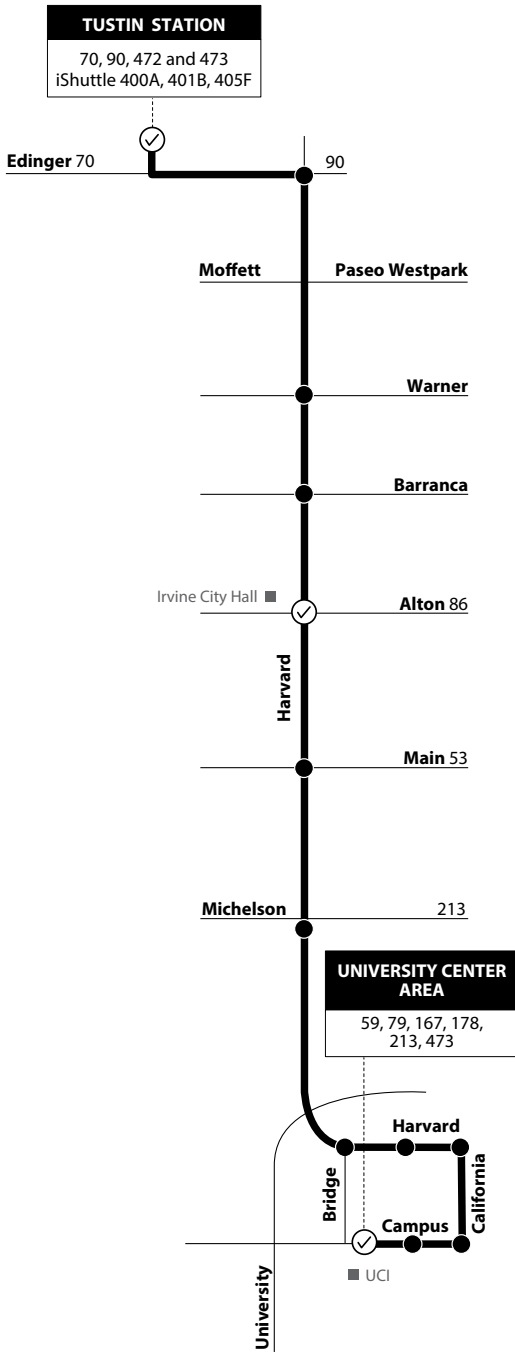 TUSTIN STATION
70, 90, 472 and 473
iShuttle 400A, 401B, 405F
Edinger 70
90
Moffett
Paseo Westpark
Warner
Barranca
Irvine City Hall
Alton 86
Harvard
Main 53
Michelson
213
UNIVERSITY CENTER
AREA
59, 79, 167, 178,
213, 473
Harvard
Bridge
California
Campus
UCI
University